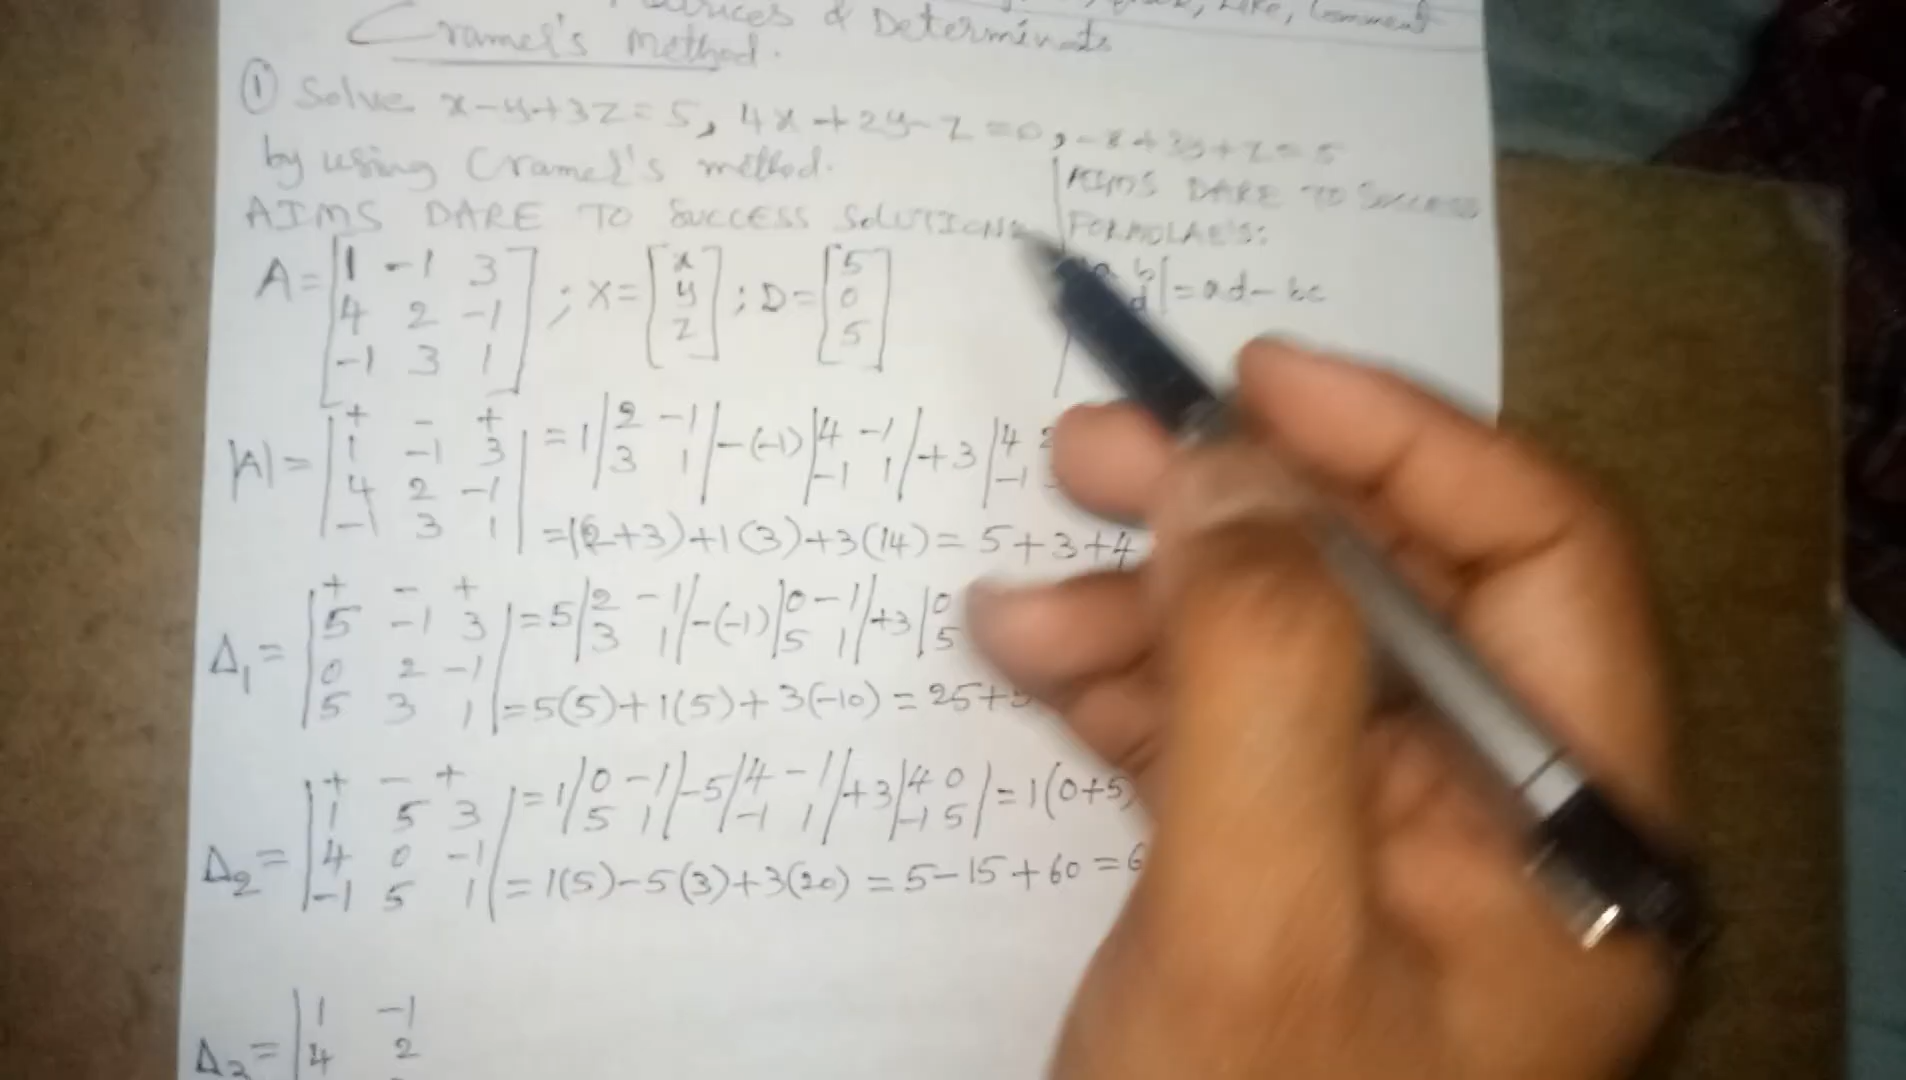 Matrices & Determinants
Like, Comment
Cramer's Method.
① Solve x-y+3z=5, 4x+2y-z=0, -x+3y+z=5
by using Cramer's method.
AIMS DARE TO SUCCESS
AIMS DARE TO SUCCESS SOLUTIONS
FORMULAE'S:
A = [1 -1 3; X = [x; D = [5
4 2 -1 y 0
-1 3 1] z] 5]
b
d| = ad - bc
+ - +
|A| = |1 -1 3 = 1|2 -1 -(-1)|4 -1 +3|4
4 2 -1 3 1| -1 1| -1
-1 3 1|
= 1(2+3)+1(3)+3(14) = 5+3+4
+ - +
Δ1 = |5 -1 3 = 5|2 -1 -(-1)|0 -1 +3|0
0 2 -1 3 1| 5 1| 5
5 3 1| = 5(5)+1(5)+3(-10) = 25+5
+ - +
Δ2 = |1 5 3 = 1|0 -1 -5|4 -1 +3|4 0 = 1(0+5)
4 0 -1 5 1| -1 1| -1 5|
-1 5 1| = 1(5)-5(3)+3(20) = 5-15+60 =
Δ3 = |1 -1
4 2